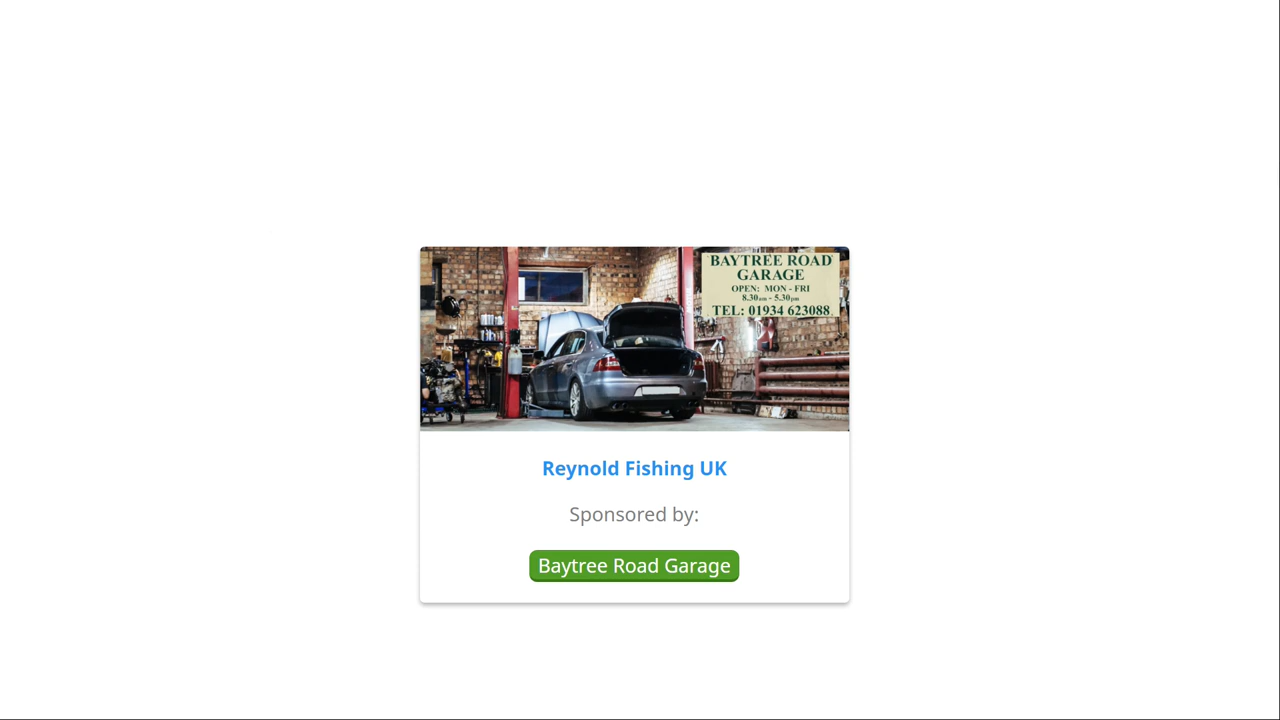 BAYTREE ROAD
GARAGE
OPEN: MON - FRI
8.30am - 5.30pm
TEL: 01934 623088
Reynold Fishing UK
Sponsored by:
Baytree Road Garage